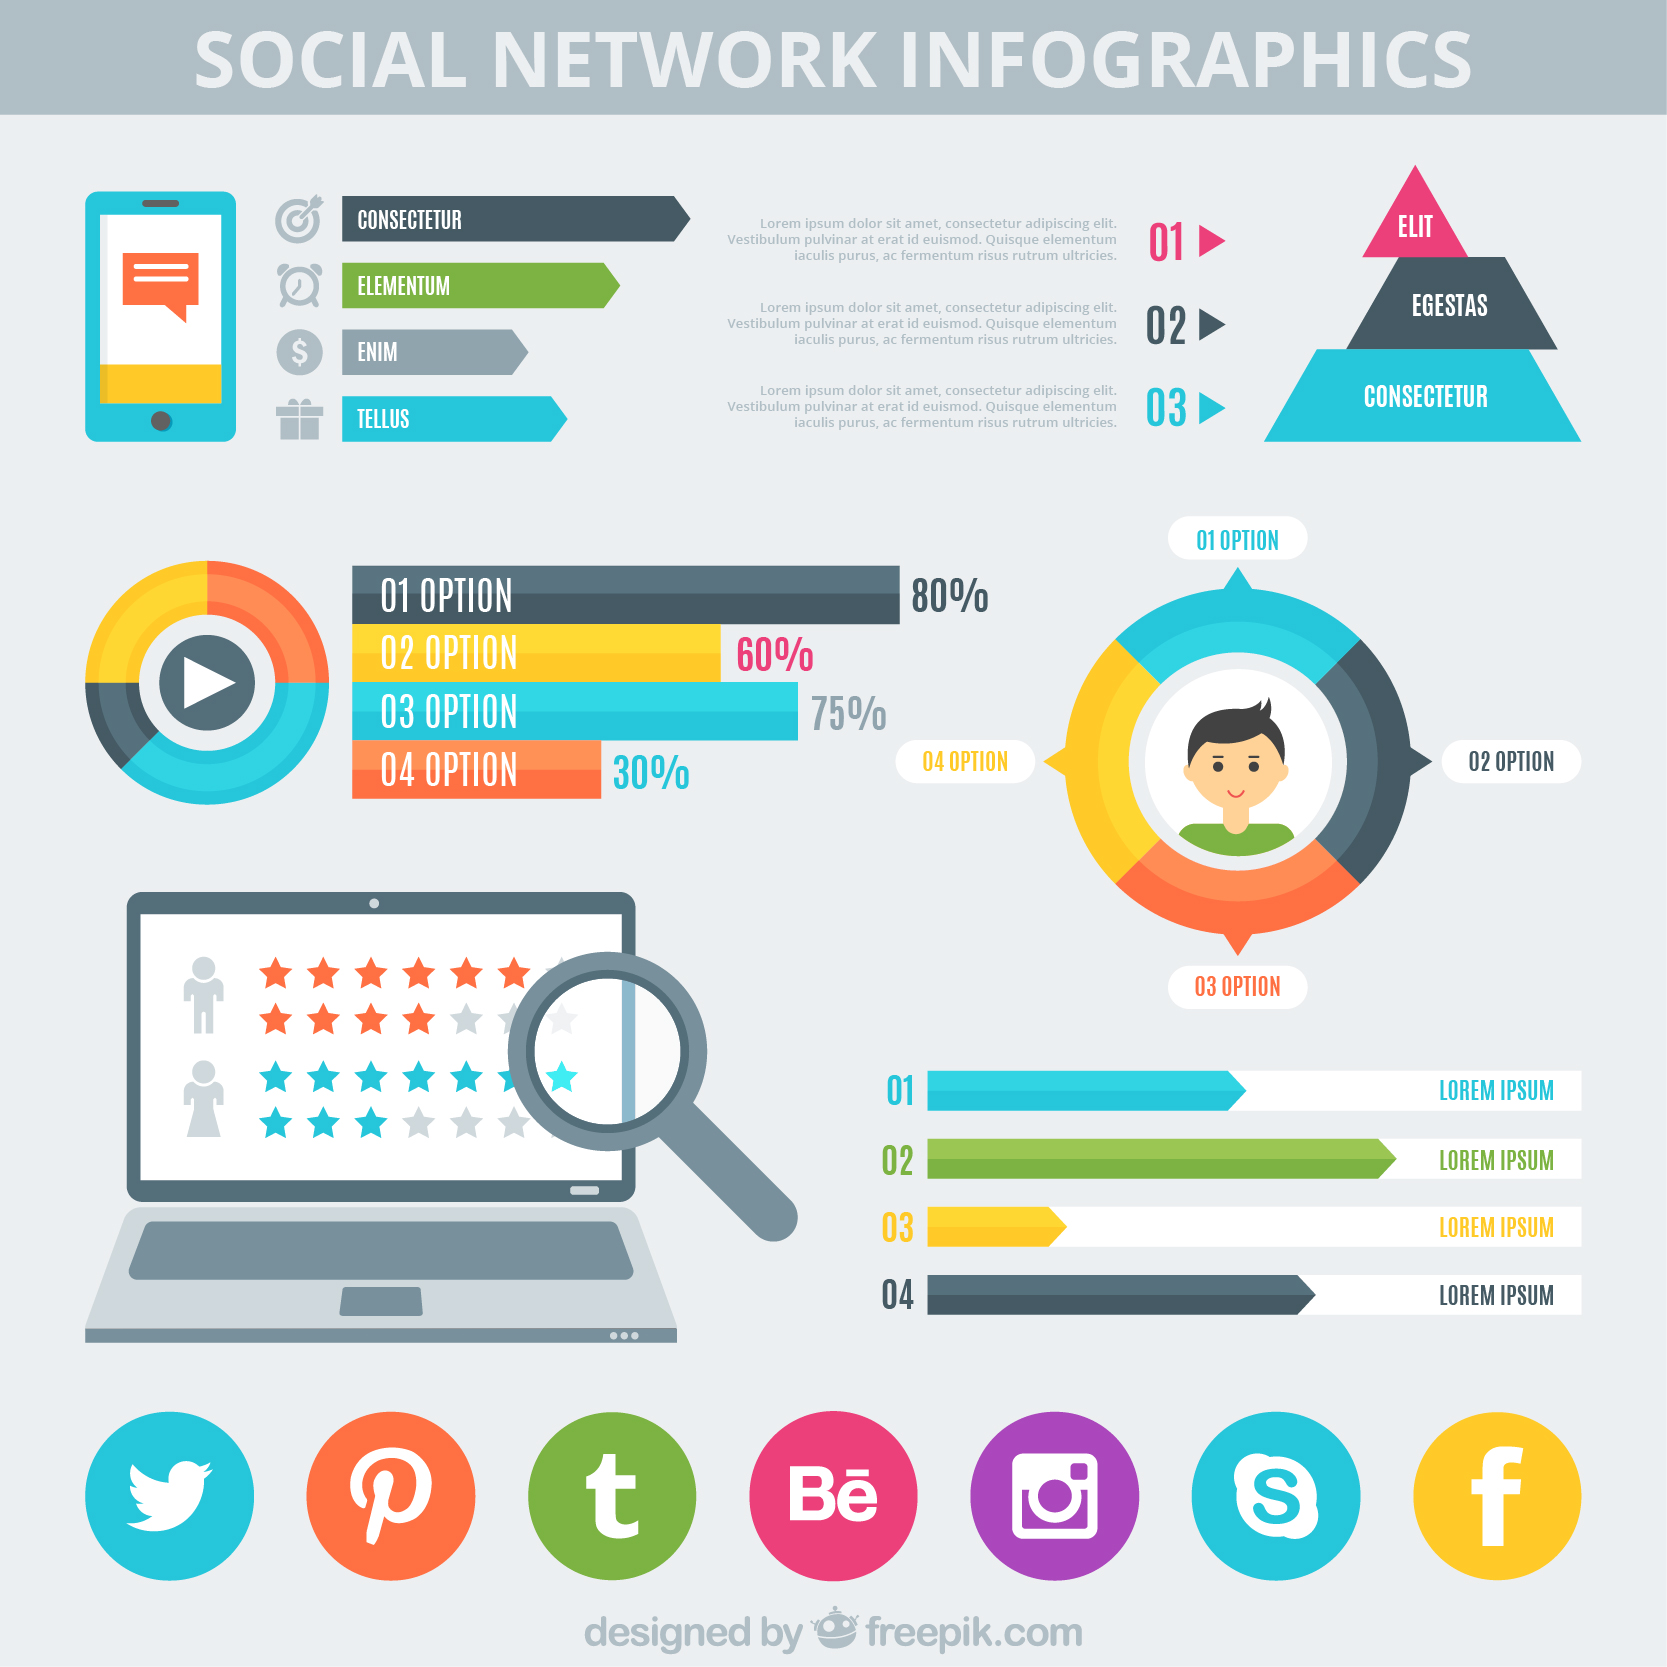 SOCIAL NETWORK INFOGRAPHICS
CONSECTETUR
ELEMENTUM
$
ENIM
TELLUS
Lorem ipsum dolor sit amet, consectetur adipiscing elit.
Vestibulum pulvinar at erat id euismod. Quisque elementum
iaculis purus, ac fermentum risus rutrum ultricies.
01
Lorem ipsum dolor sit amet, consectetur adipiscing elit.
Vestibulum pulvinar at erat id euismod. Quisque elementum
iaculis purus, ac fermentum risus rutrum ultricies.
02
Lorem ipsum dolor sit amet, consectetur adipiscing elit.
Vestibulum pulvinar at erat id euismod. Quisque elementum
iaculis purus, ac fermentum risus rutrum ultricies.
03
ELIT
EGESTAS
CONSECTETUR
01 OPTION 80%
02 OPTION 60%
03 OPTION 75%
04 OPTION 30%
01 OPTION
04 OPTION
02 OPTION
03 OPTION
01 LOREM IPSUM
02 LOREM IPSUM
03 LOREM IPSUM
04 LOREM IPSUM
t
Bē
S
f
designed by freepik.com